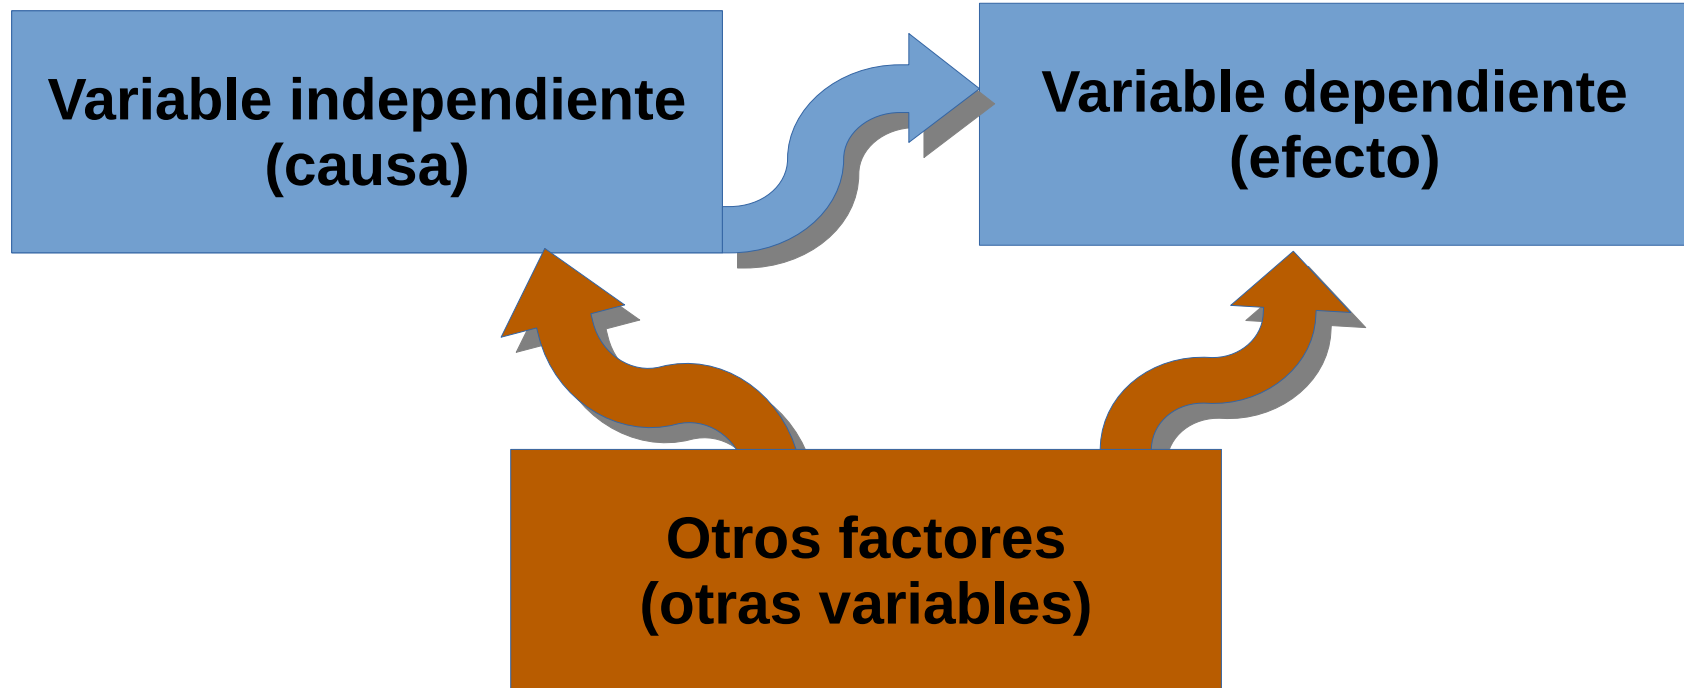 Variable independiente
(causa)
Variable dependiente
(efecto)
Otros factores
(otras variables)